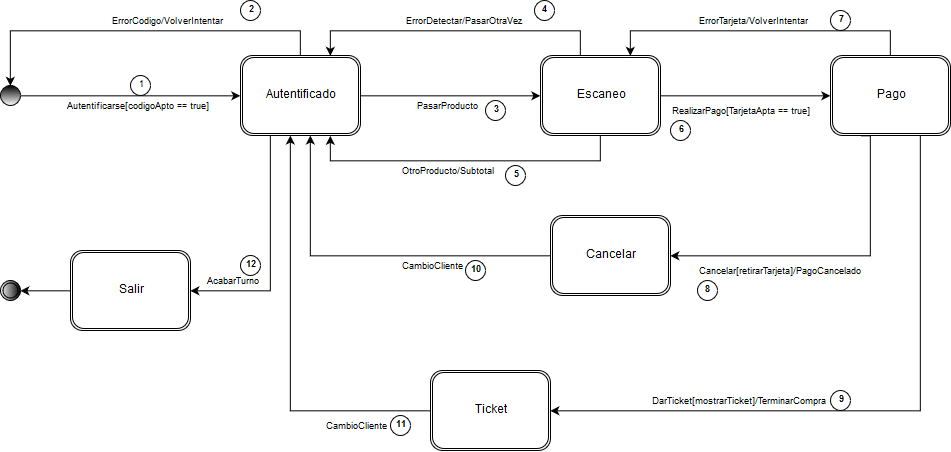 2
4
ErrorCodigo/VolverIntentar
ErrorDetectar/PasarOtraVez
ErrorTarjeta/VolverIntentar
7
1
Autentificado
Escaneo
Pago
Autentificarse[codigoApto == true]
PasarProducto
3
RealizarPago[TarjetaApta == true]
6
OtroProducto/Subtotal
5
Cancelar
12
CambioCliente
10
Cancelar[retirarTarjeta]/PagoCancelado
AcabarTurno
Salir
8
DarTicket[mostrarTicket]/TerminarCompra
9
Ticket
CambioCliente
11